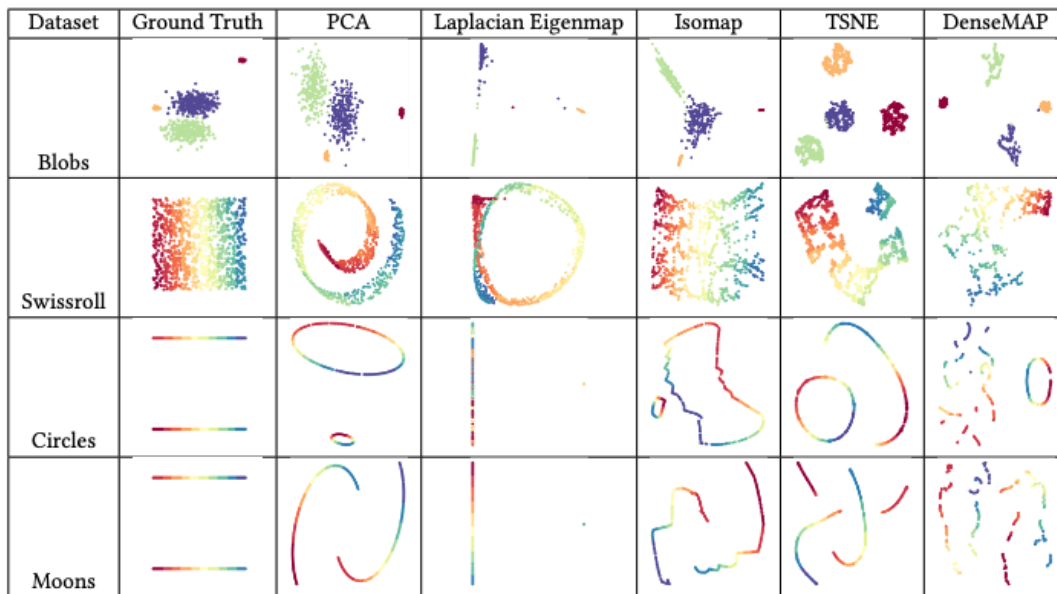 Dataset Ground Truth PCA Laplacian Eigenmap Isomap TSNE DenseMAP
Blobs
Swissroll
Circles
Moons